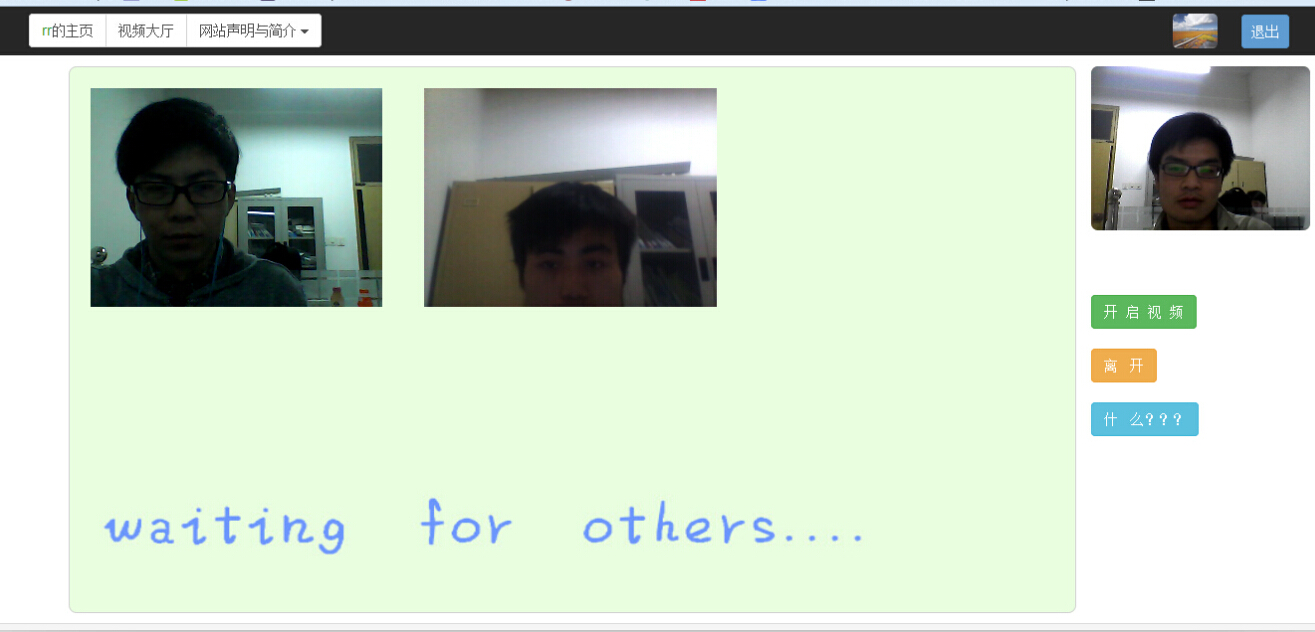 rr的主页 视频大厅 网站声明与简介 退出
开 启 视 频
离 开
什 么???
waiting for others....